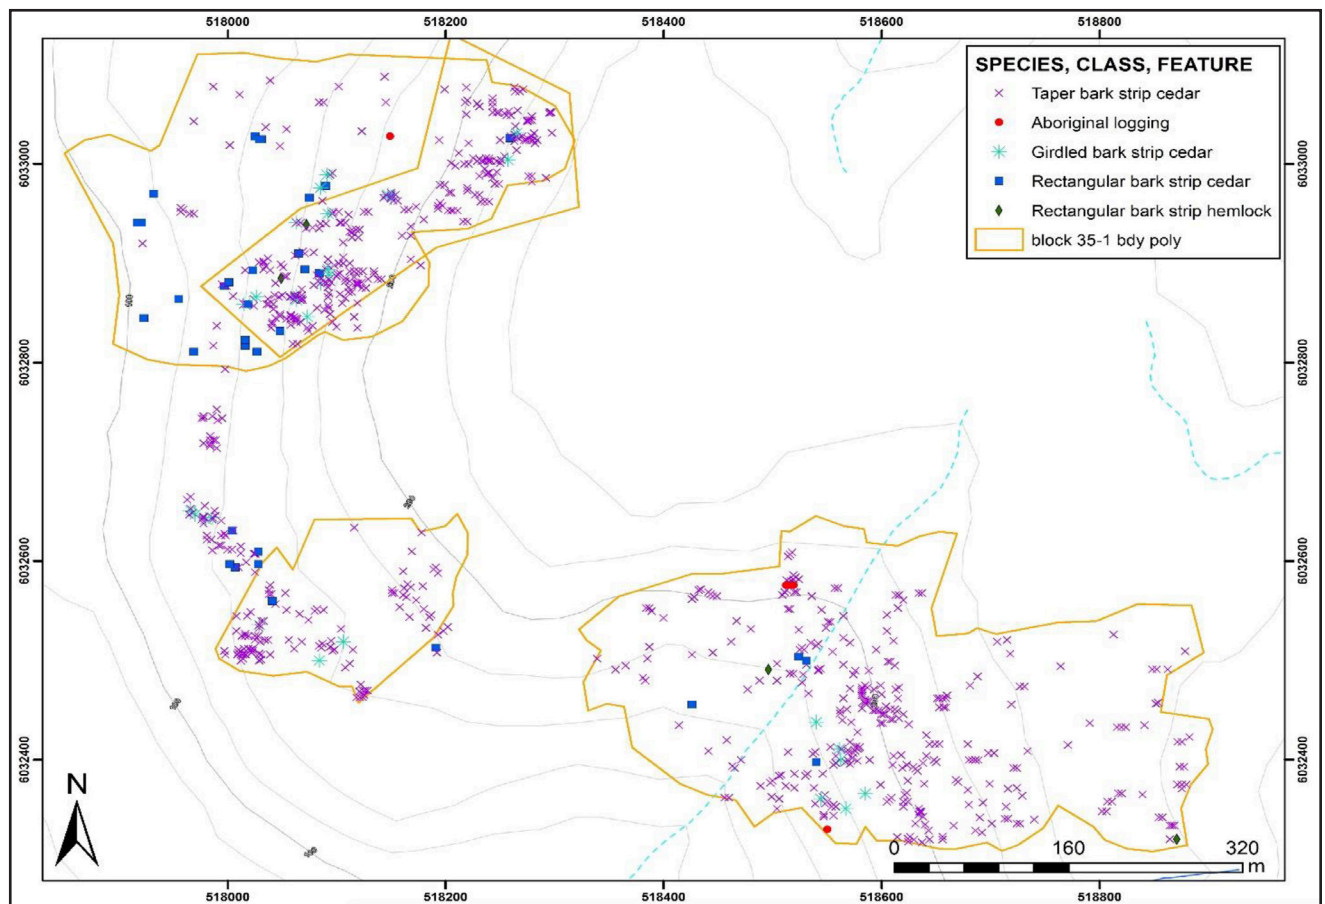 518000 518200 518400 518600 518800
6033000
6032800
6032600
6032400
6033000
6032800
6032600
6032400
SPECIES, CLASS, FEATURE
Taper bark strip cedar
Aboriginal logging
Girdled bark strip cedar
Rectangular bark strip cedar
Rectangular bark strip hemlock
block 35-1 bdy poly
N
0 160 320
m
518000 518200 518400 518600 518800